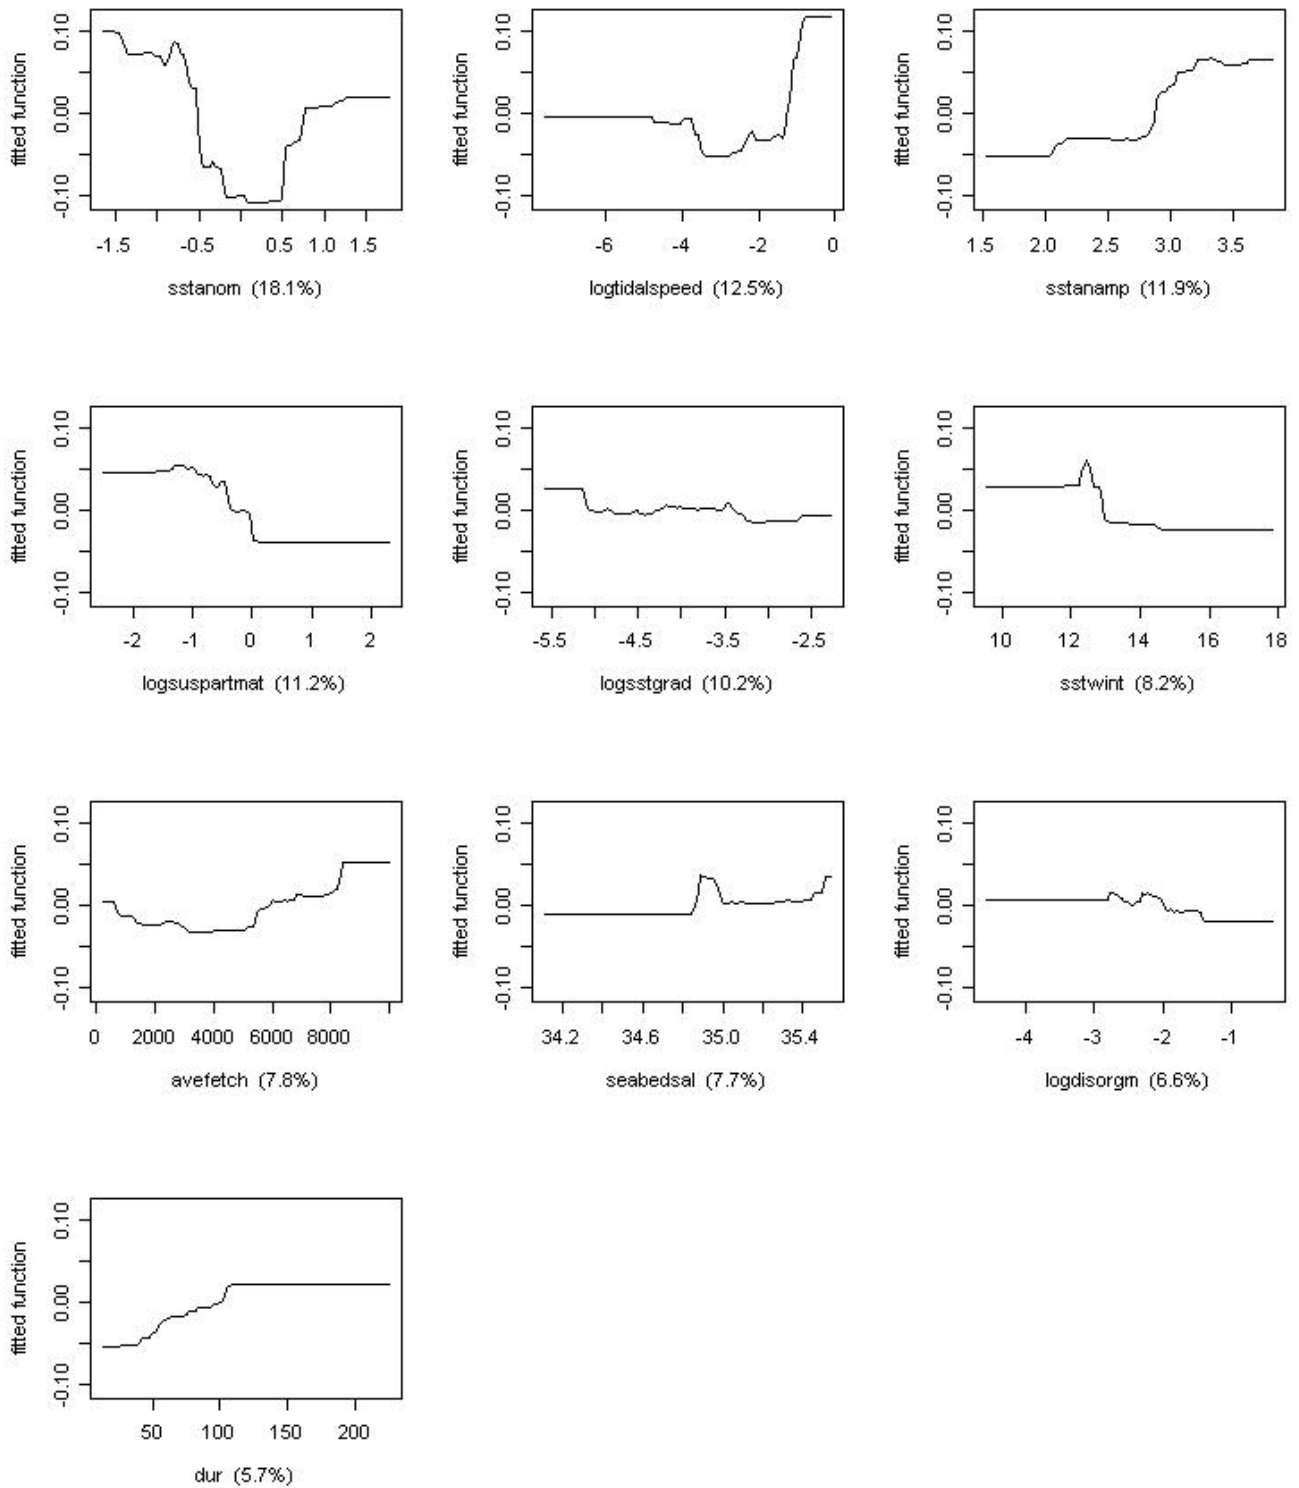 fitted function
0.10
0.00
-0.10
-1.5 -0.5 0.5 1.0 1.5
sstanom (18.1%)
fitted function
0.10
0.00
-0.10
-6 -4 -2 0
logtidalspeed (12.5%)
fitted function
0.10
0.00
-0.10
1.5 2.0 2.5 3.0 3.5
sstanamp (11.9%)
fitted function
0.10
0.00
-0.10
-2 -1 0 1 2
logsuspartmat (11.2%)
fitted function
0.10
0.00
-0.10
-5.5 -4.5 -3.5 -2.5
logsstgrad (10.2%)
fitted function
0.10
0.00
-0.10
10 12 14 16 18
sstwint (8.2%)
fitted function
0.10
0.00
-0.10
0 2000 4000 6000 8000
avefetch (7.8%)
fitted function
0.10
0.00
-0.10
34.2 34.6 35.0 35.4
seabedsal (7.7%)
fitted function
0.10
0.00
-0.10
-4 -3 -2 -1
logdisorgm (6.6%)
fitted function
0.10
0.00
-0.10
50 100 150 200
dur (5.7%)